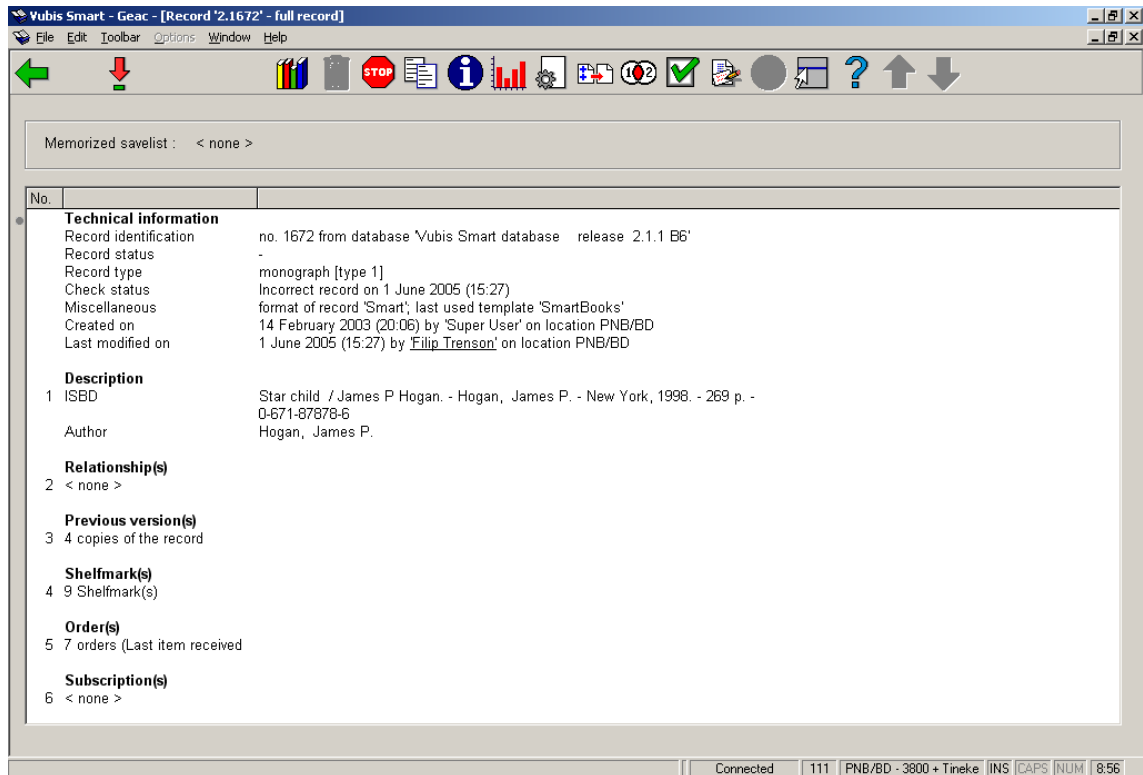 Vubis Smart - Geac - [Record '2.1672' - full record]
File Edit Toolbar Options Window Help
STOP 1 2 ?
Memorized savelist : < none >
No.
Technical information
Record identification no. 1672 from database 'Vubis Smart database release 2.1.1 B6'
Record status -
Record type monograph [type 1]
Check status Incorrect record on 1 June 2005 (15:27)
Miscellaneous format of record 'Smart'; last used template 'SmartBooks'
Created on 14 February 2003 (20:06) by 'Super User' on location PNB/BD
Last modified on 1 June 2005 (15:27) by 'Filip Trenson' on location PNB/BD
Description
1 ISBD Star child / James P Hogan. - Hogan, James P. - New York, 1998. - 269 p. -
0-671-87878-6
Author Hogan, James P.
Relationship(s)
2 < none >
Previous version(s)
3 4 copies of the record
Shelfmark(s)
4 9 Shelfmark(s)
Order(s)
5 7 orders (Last item received
Subscription(s)
6 < none >
Connected 111 PNB/BD - 3800 + Tineke INS CAPS NUM 8:56